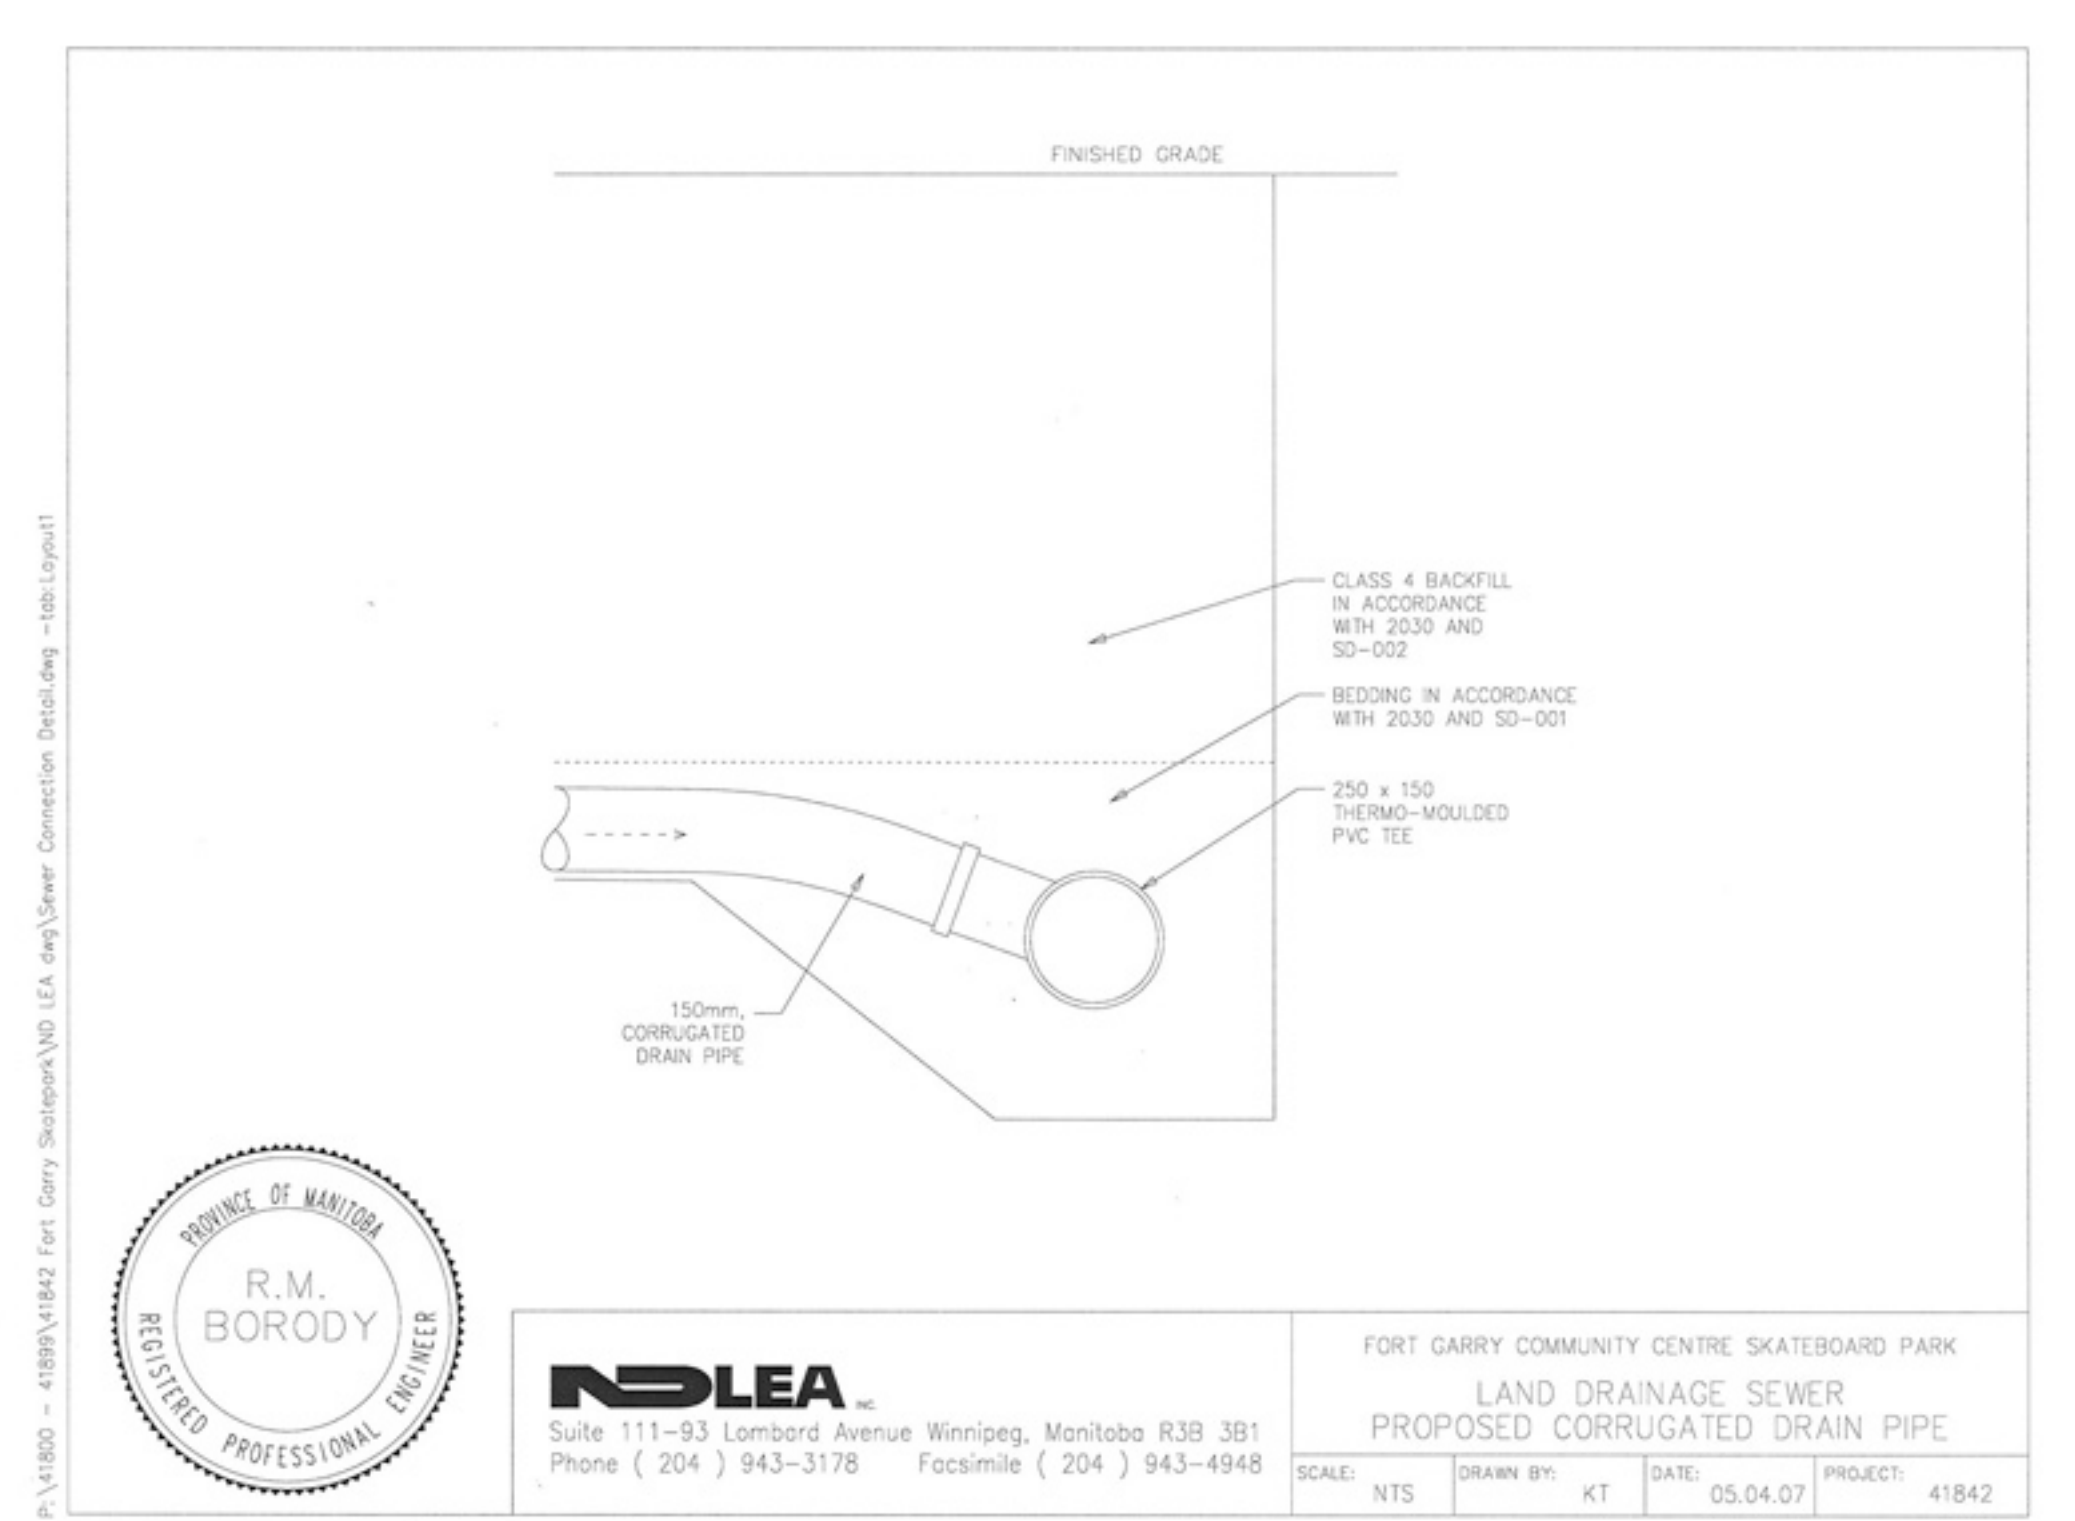 FINISHED GRADE
CLASS 4 BACKFILL
IN ACCORDANCE
WITH 2030 AND
SD-002
BEDDING IN ACCORDANCE
WITH 2030 AND SD-001
250 x 150
THERMO-MOULDED
PVC TEE
150mm,
CORRUGATED
DRAIN PIPE
P:\41800 - 41899\41842 Fort Garry Skatepark\ND LEA dwg\Sewer Connection Detail.dwg -tab:Layout1
PROVINCE OF MANITOBA
R.M.
BORODY
REGISTERED PROFESSIONAL ENGINEER
NDLEA INC.
Suite 111-93 Lombard Avenue Winnipeg, Manitoba R3B 3B1
Phone ( 204 ) 943-3178 Facsimile ( 204 ) 943-4948
FORT GARRY COMMUNITY CENTRE SKATEBOARD PARK
LAND DRAINAGE SEWER
PROPOSED CORRUGATED DRAIN PIPE
SCALE: NTS
DRAWN BY: KT
DATE: 05.04.07
PROJECT: 41842